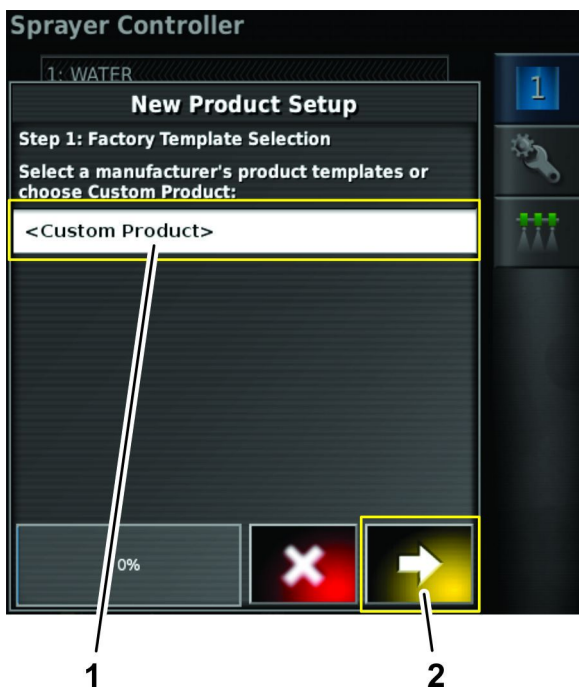 Sprayer Controller
1: WATER
1
New Product Setup
Step 1: Factory Template Selection
Select a manufacturer's product templates or
choose Custom Product:
<Custom Product>
0%
1
2